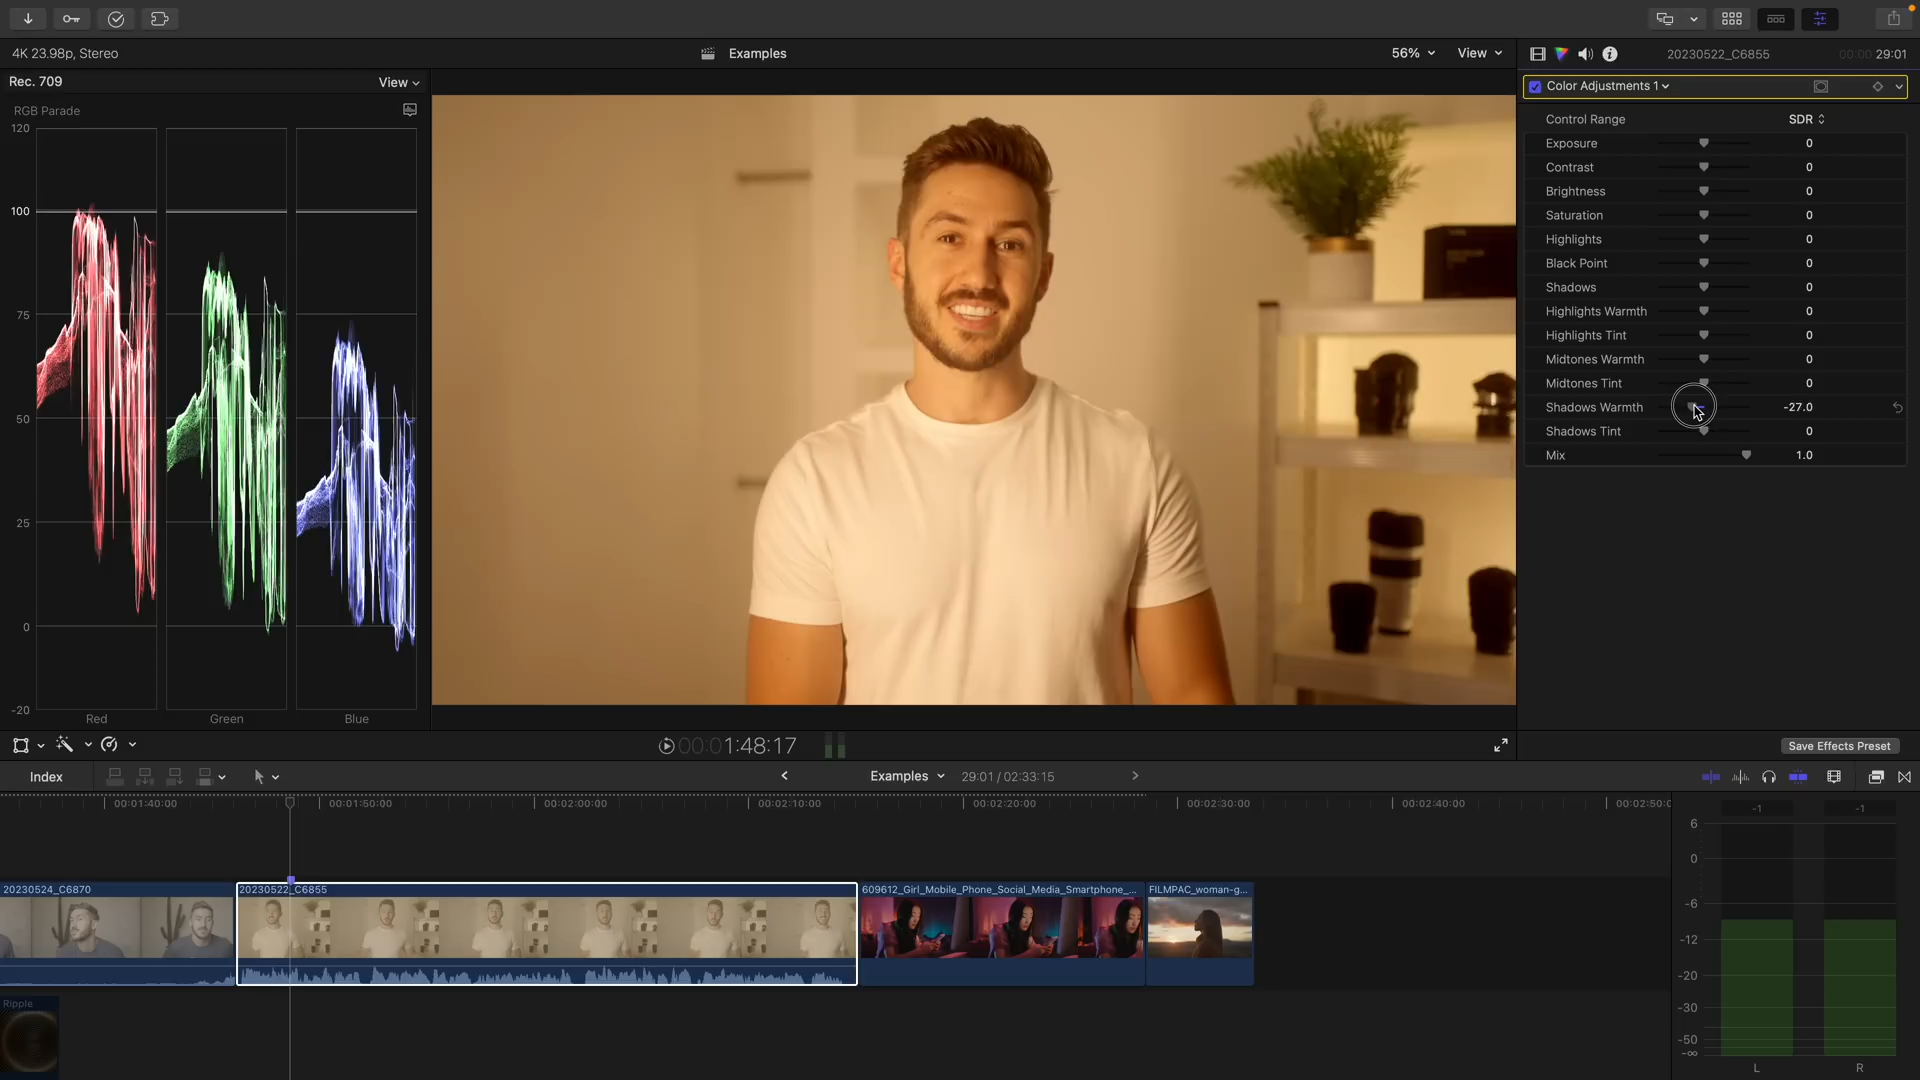 4K 23.98p, Stereo
Examples
56%
View
20230522_C6855
00:00 29:01
Rec. 709
View
Color Adjustments 1
RGB Parade
Control Range
SDR
Exposure 0
Contrast 0
Brightness 0
Saturation 0
Highlights 0
Black Point 0
Shadows 0
Highlights Warmth 0
Highlights Tint 0
Midtones Warmth 0
Midtones Tint 0
Shadows Warmth -27.0
Shadows Tint 0
Mix 1.0
120
100
75
50
25
0
-20
Red
Green
Blue
00:01:48:17
Save Effects Preset
Index
Examples
29:01 / 02:33:15
00:01:40:00
00:01:50:00
00:02:00:00
00:02:10:00
00:02:20:00
00:02:30:00
00:02:40:00
00:02:50:0
20230524_C6870
20230522_C6855
609612_Girl_Mobile_Phone_Social_Media_Smartphone_...
FILMPAC_woman-g...
Ripple
-1
-1
6
0
-6
-12
-20
-30
-50
-∞
L
R